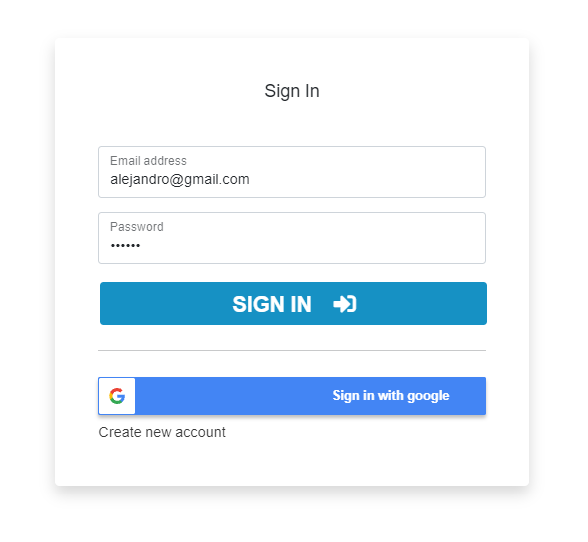 Sign In
Email address
alejandro@gmail.com
Password
••••••
SIGN IN
Sign in with google
Create new account